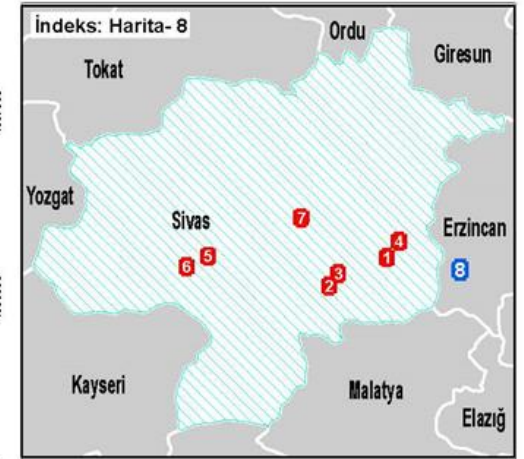 İndeks: Harita- 8
Ordu
Giresun
Tokat
Yozgat
Sivas
7
Erzincan
4
1
5
6
8
3
2
Kayseri
Malatya
Elazığ